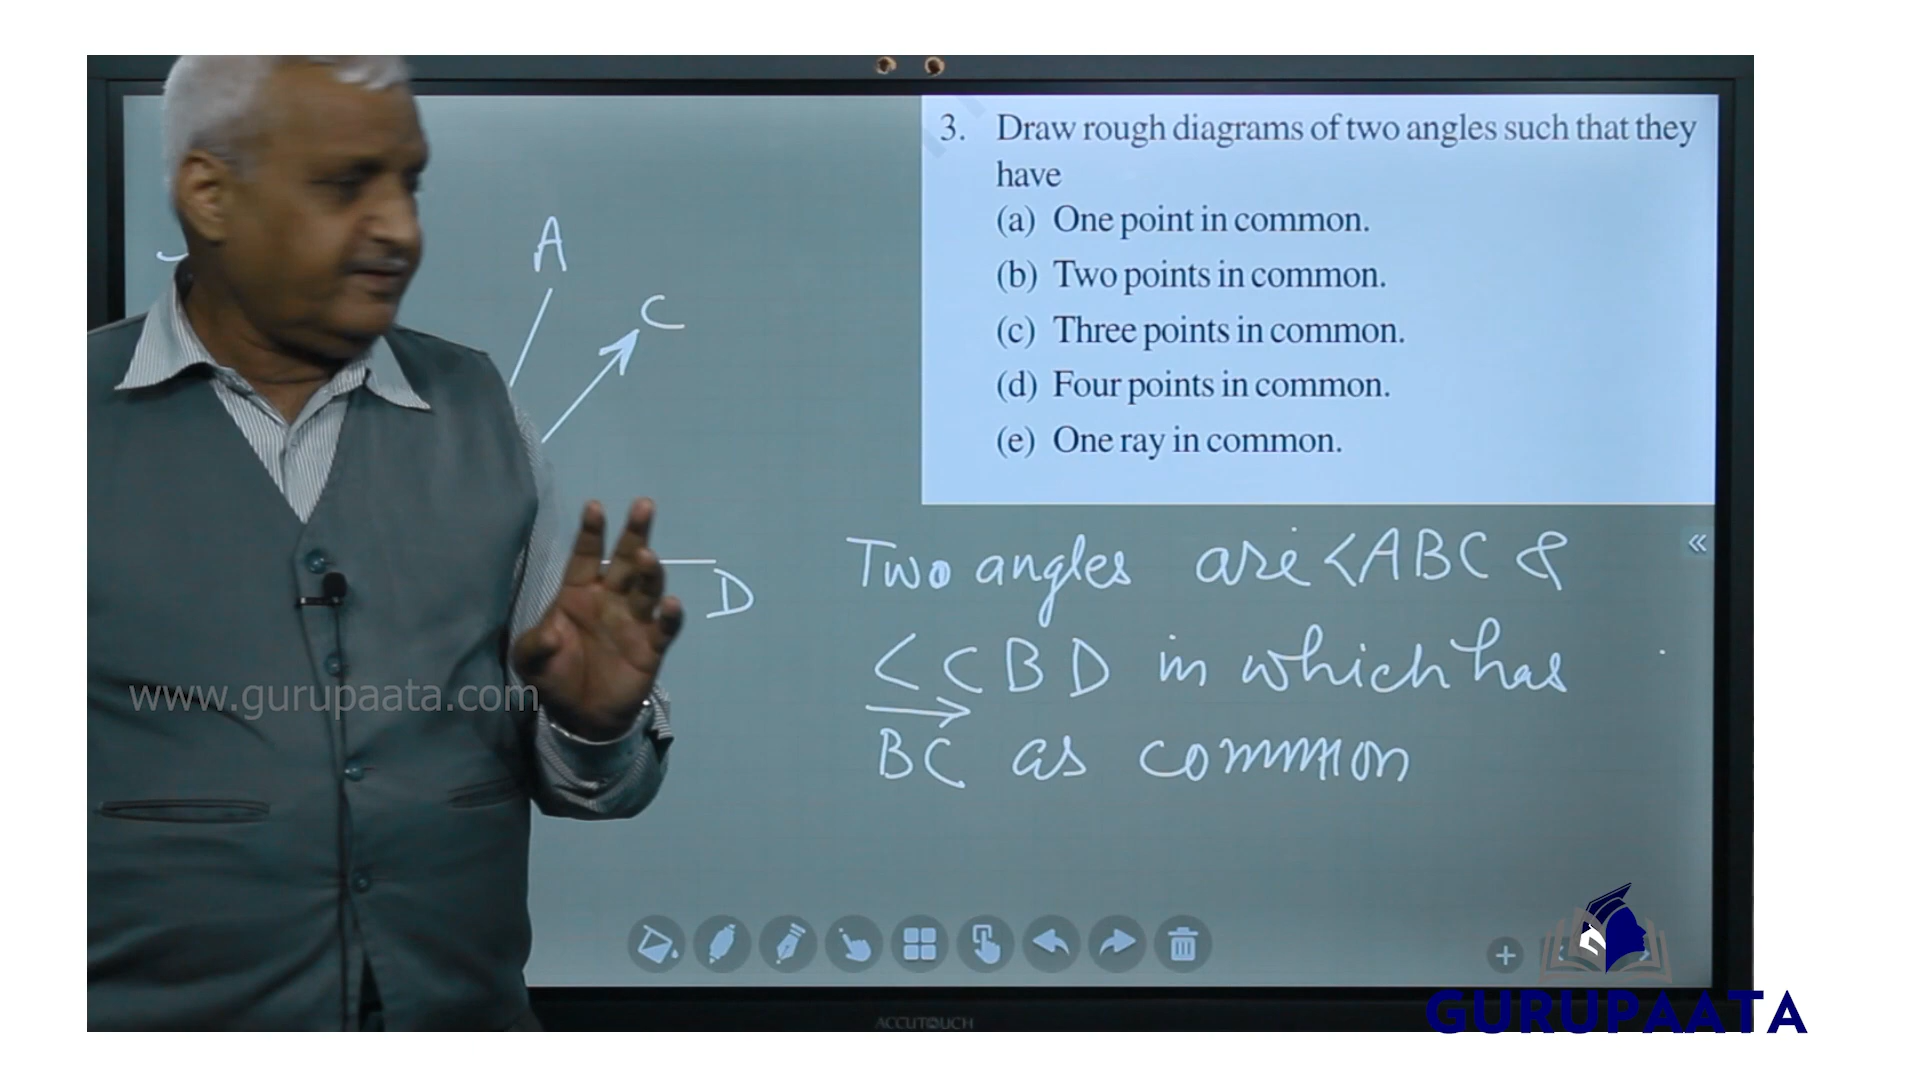 3. Draw rough diagrams of two angles such that they
have
(a) One point in common.
(b) Two points in common.
(c) Three points in common.
(d) Four points in common.
(e) One ray in common.
A
C
D
Two angles are <ABC &
<CBD in which has
BC as common
www.gurupaata.com
ACCUTOUCH
GURUPAATA